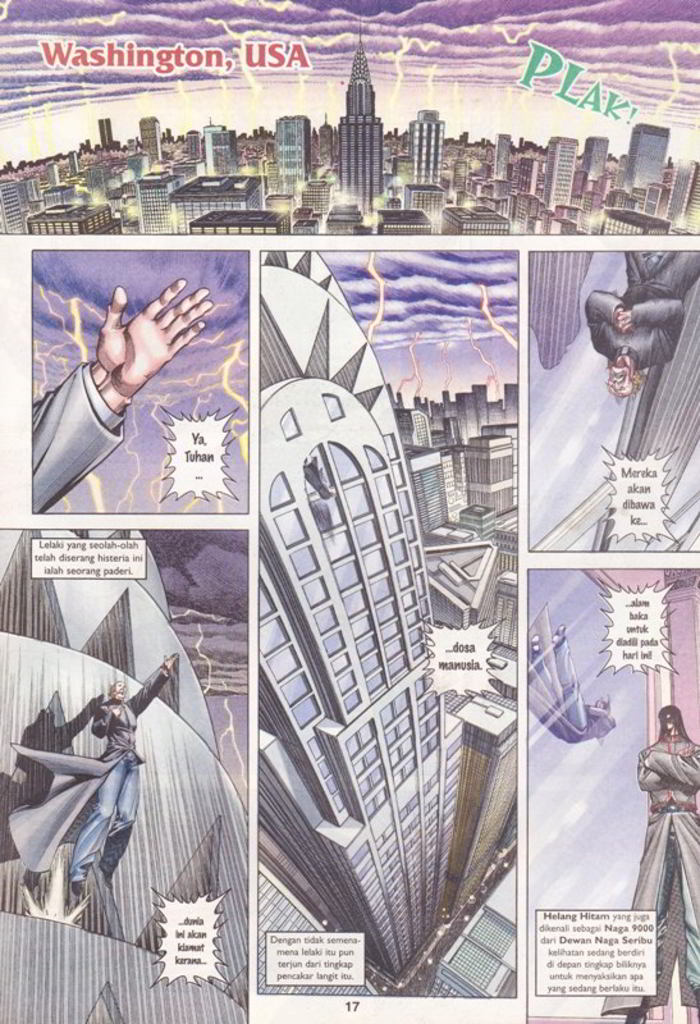 Washington, USA
PLAK!
Ya,
Tuhan
...
Lelaki yang seolah-olah
telah diserang histeria ini
ialah seorang paderi.
...dunia
ini akan
kiamat
kerana...
...dosa
manusia.
Dengan tidak semena-
mena lelaki itu pun
terjun dari tingkap
pencakar langit itu.
Mereka
akan
dibawa
ke...
...alam
baka
untuk
diadili pada
hari ini!
Helang Hitam yang juga
dikenali sebagai Naga 9000
dari Dewan Naga Seribu
kelihatan sedang berdiri
di depan tingkap biliknya
untuk menyaksikan apa
yang sedang berlaku itu.
17